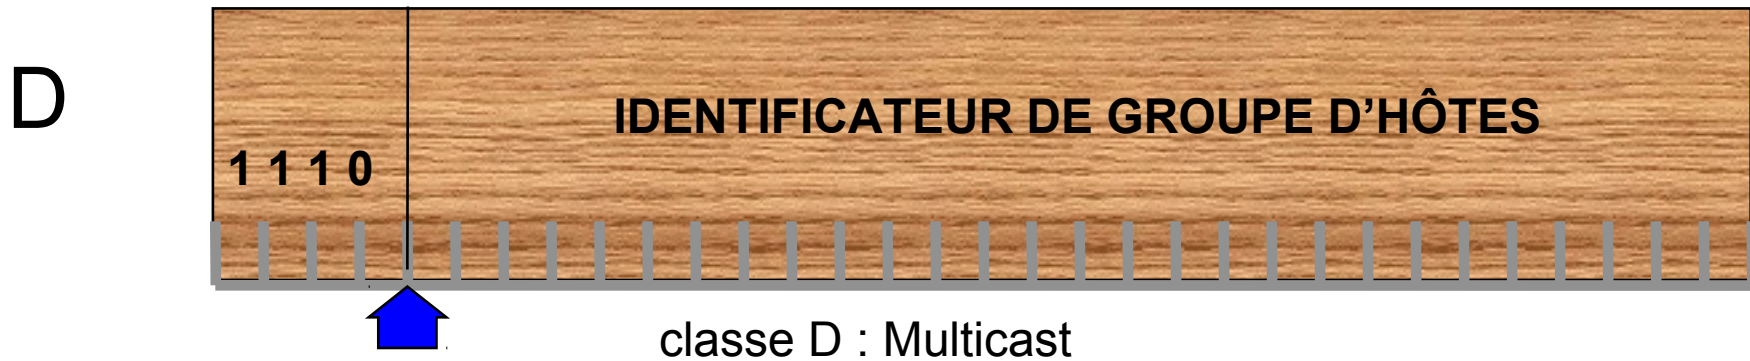 D
IDENTIFICATEUR DE GROUPE D’HÔTES
1 1 1 0
classe D : Multicast